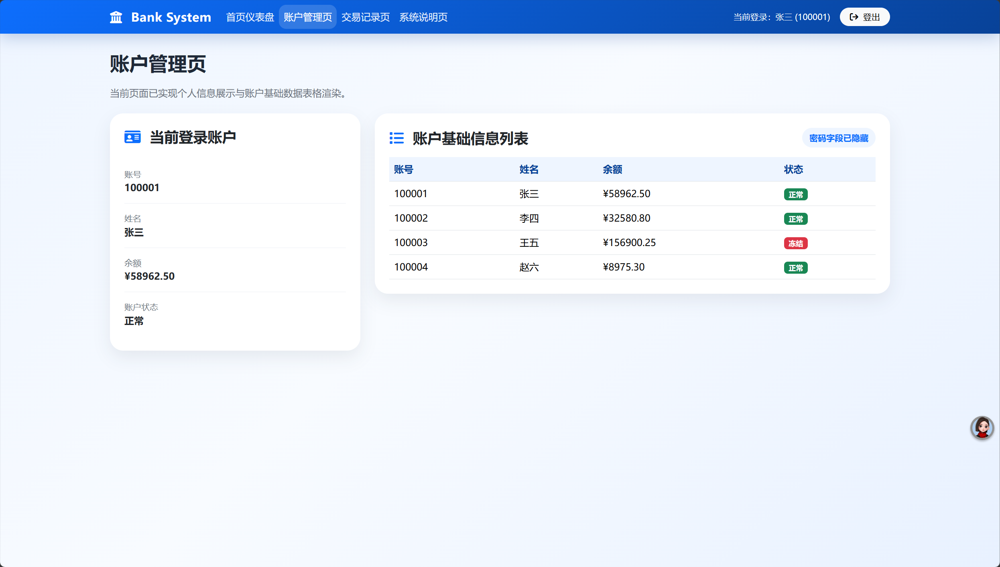 Bank System 首页仪表盘 账户管理页 交易记录页 系统说明页 当前登录：张三 (100001) 登出
账户管理页
当前页面已实现个人信息展示与账户基础数据表格渲染。
当前登录账户
账号
100001
姓名
张三
余额
¥58962.50
账户状态
正常
账户基础信息列表 密码字段已隐藏
账号 姓名 余额 状态
100001 张三 ¥58962.50 正常
100002 李四 ¥32580.80 正常
100003 王五 ¥156900.25 冻结
100004 赵六 ¥8975.30 正常